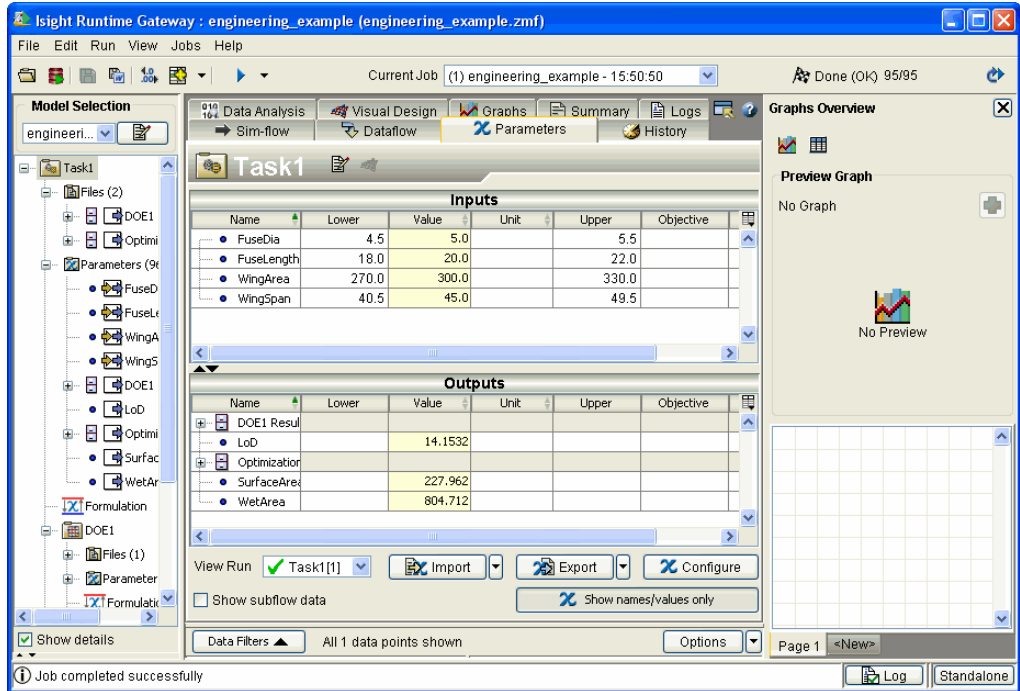 Isight Runtime Gateway : engineering_example (engineering_example.zmf)
File Edit Run View Jobs Help
Current Job (1) engineering_example - 15:50:50 Done (OK) 95/95
Model Selection
engineeri...
Task1
Files (2)
DOE1
Optimi
Parameters (96
FuseD
FuseLe
WingA
WingS
DOE1
LoD
Optimi
Surfac
WetAr
Formulation
DOE1
Files (1)
Parameter
Formulatic
Show details
Data Analysis Visual Design Graphs Summary Logs
Sim-flow Dataflow Parameters History
Task1
Inputs
Name Lower Value Unit Upper Objective
FuseDia 4.5 5.0 5.5
FuseLength 18.0 20.0 22.0
WingArea 270.0 300.0 330.0
WingSpan 40.5 45.0 49.5
Outputs
Name Lower Value Unit Upper Objective
DOE1 Resul
LoD 14.1532
Optimization
SurfaceArea 227.962
WetArea 804.712
View Run Task1[1] Import Export Configure
Show subflow data Show names/values only
Data Filters All 1 data points shown Options
Graphs Overview
Preview Graph
No Graph
No Preview
Page 1 <New>
Job completed successfully Log Standalone